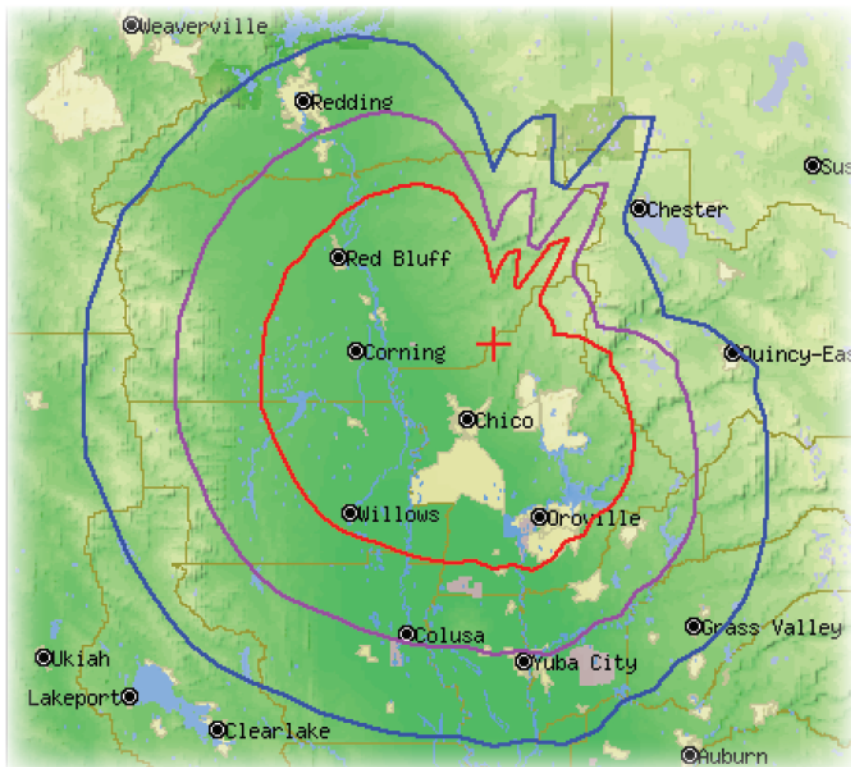 Weaverville
Redding
Sus
Chester
Red Bluff
Corning
Quincy-Eas
Chico
Willows
Oroville
Colusa
Grass Valley
Ukiah
Yuba City
Lakeport
Clearlake
Auburn